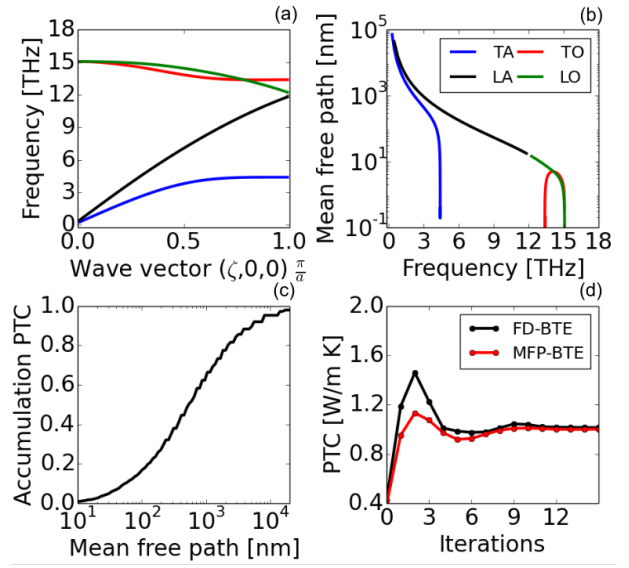 (a)
Frequency [THz]
18
15
12
9
6
3
0
0.0 0.5 1.0
Wave vector (ζ,0,0) π/a
(b)
Mean free path [nm]
10^5
10^3
10^1
10^-1
TA TO
LA LO
0 3 6 9 12 15 18
Frequency [THz]
(c)
Accumulation PTC
1.0
0.8
0.6
0.4
0.2
0.0
10^1 10^2 10^3 10^4
Mean free path [nm]
(d)
PTC [W/m K]
2.0
1.6
1.2
0.8
0.4
FD-BTE
MFP-BTE
0 3 6 9 12
Iterations